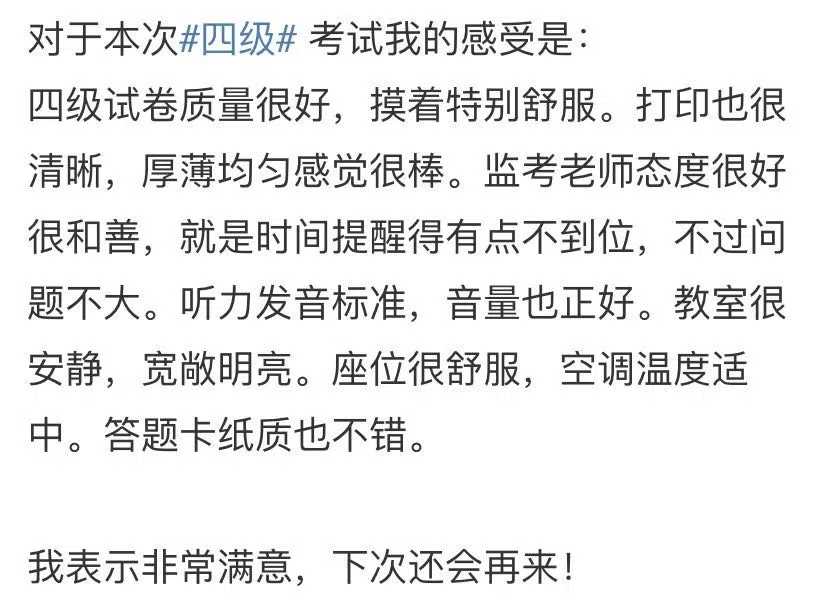 对于本次#四级# 考试我的感受是：
四级试卷质量很好，摸着特别舒服。打印也很
清晰，厚薄均匀感觉很棒。监考老师态度很好
很和善，就是时间提醒得有点不到位，不过问
题不大。听力发音标准，音量也正好。教室很
安静，宽敞明亮。座位很舒服，空调温度适
中。答题卡纸质也不错。
我表示非常满意，下次还会再来！